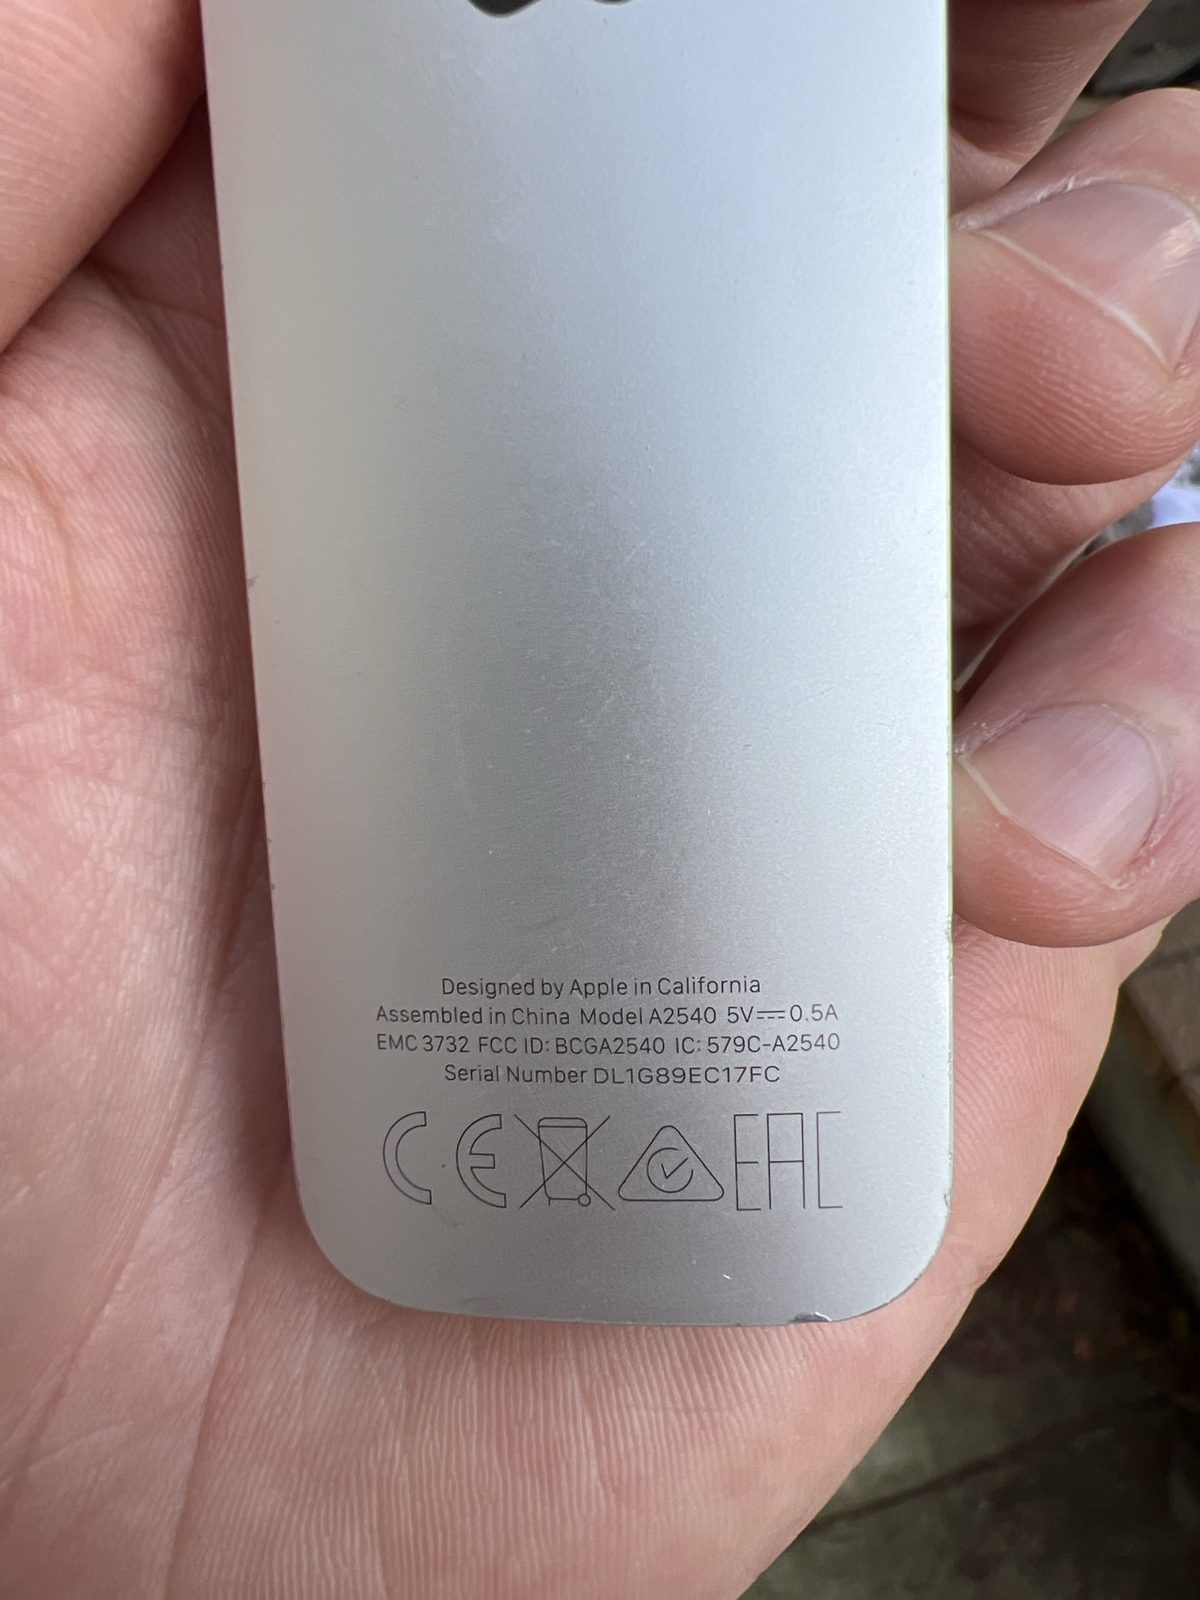 Designed by Apple in California
Assembled in China Model A2540 5V⎓0.5A
EMC 3732 FCC ID: BCGA2540 IC: 579C-A2540
Serial Number DL1G89EC17FC
CE EAC